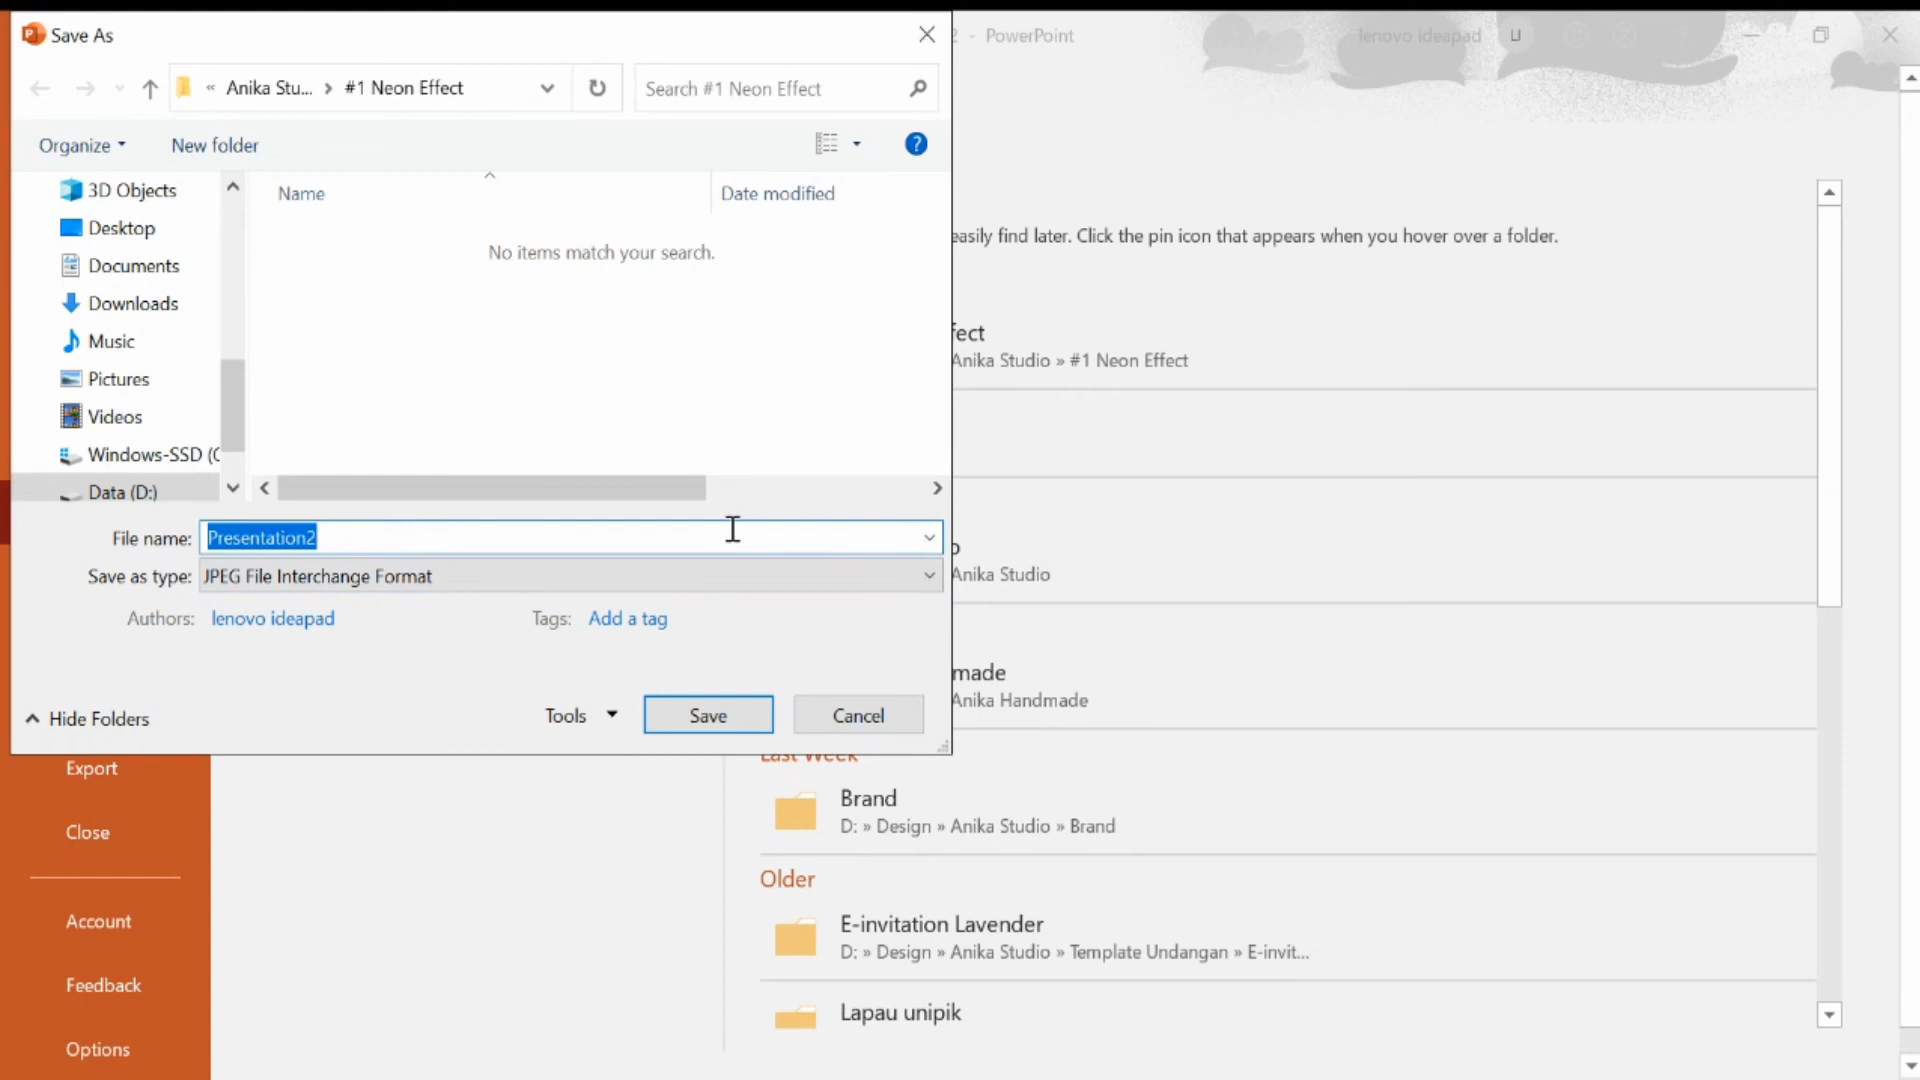 Save As
2 - PowerPoint
lenovo ideapad
LI
« Anika Stu... > #1 Neon Effect
Search #1 Neon Effect
Organize
New folder
?
3D Objects
Desktop
Documents
Downloads
Music
Pictures
Videos
Windows-SSD (C
Data (D:)
Name
Date modified
No items match your search.
File name: Presentation2
Save as type: JPEG File Interchange Format
Authors: lenovo ideapad
Tags: Add a tag
Hide Folders
Tools
Save
Cancel
easily find later. Click the pin icon that appears when you hover over a folder.
fect
Anika Studio » #1 Neon Effect
o
Anika Studio
made
Anika Handmade
Last Week
Brand
D: » Design » Anika Studio » Brand
Older
E-invitation Lavender
D: » Design » Anika Studio » Template Undangan » E-invit...
Lapau unipik
Export
Close
Account
Feedback
Options